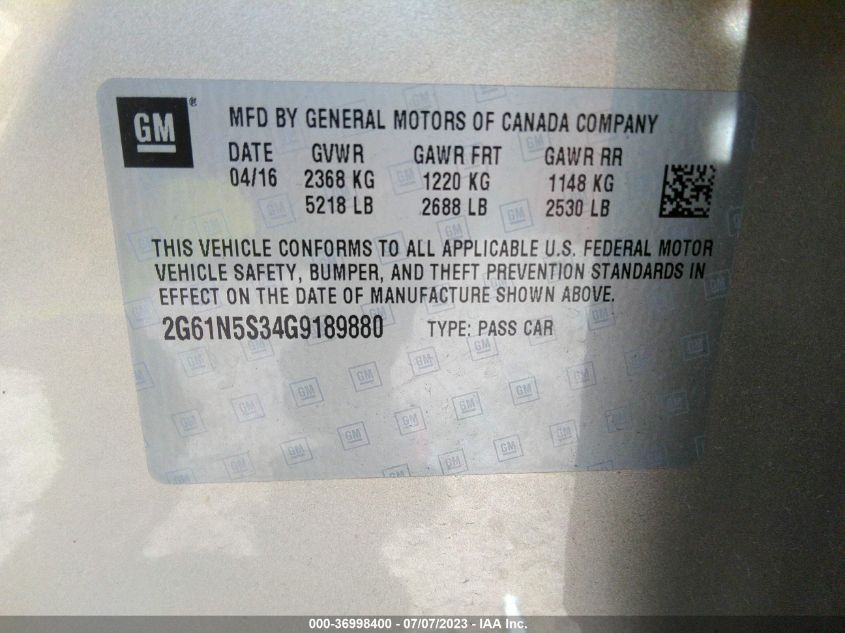 GM ® MFD BY GENERAL MOTORS OF CANADA COMPANY
DATE GVWR GAWR FRT GAWR RR
04/16 2368 KG 1220 KG 1148 KG
5218 LB 2688 LB 2530 LB
THIS VEHICLE CONFORMS TO ALL APPLICABLE U.S. FEDERAL MOTOR
VEHICLE SAFETY, BUMPER, AND THEFT PREVENTION STANDARDS IN
EFFECT ON THE DATE OF MANUFACTURE SHOWN ABOVE.
2G61N5S34G9189880 TYPE: PASS CAR
000-36998400 - 07/07/2023 - IAA Inc.